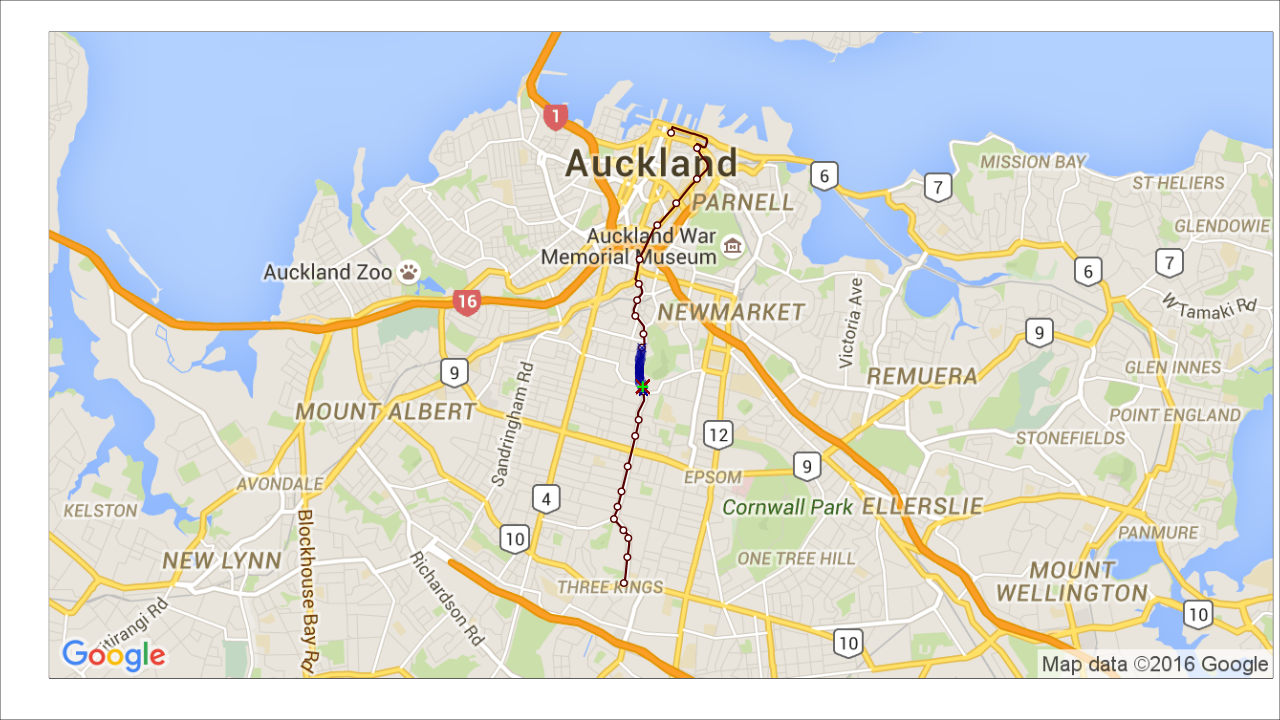 1
Auckland
6
MISSION BAY
7
ST HELIERS
PARNELL
GLENDOWIE
Auckland War
Memorial Museum
Auckland Zoo
6
7
16
NEWMARKET
Victoria Ave
W Tamaki Rd
9
9
Sandringham Rd
REMUERA
GLEN INNES
MOUNT ALBERT
POINT ENGLAND
12
STONEFIELDS
AVONDALE
EPSOM
9
KELSTON
4
Cornwall Park
ELLERSLIE
Blockhouse Bay Rd
10
PANMURE
NEW LYNN
Richardson Rd
ONE TREE HILL
THREE KINGS
MOUNT
WELLINGTON
10
10
Google
Map data ©2016 Google